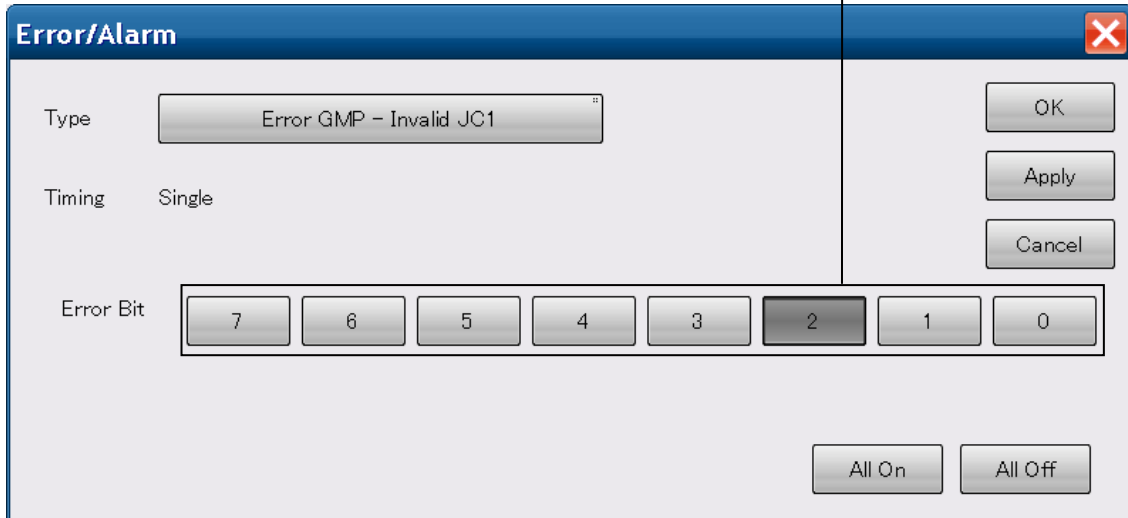 Error/Alarm
Type Error GMP - Invalid JC1 OK
Timing Single Apply
Cancel
Error Bit 7 6 5 4 3 2 1 0
All On All Off